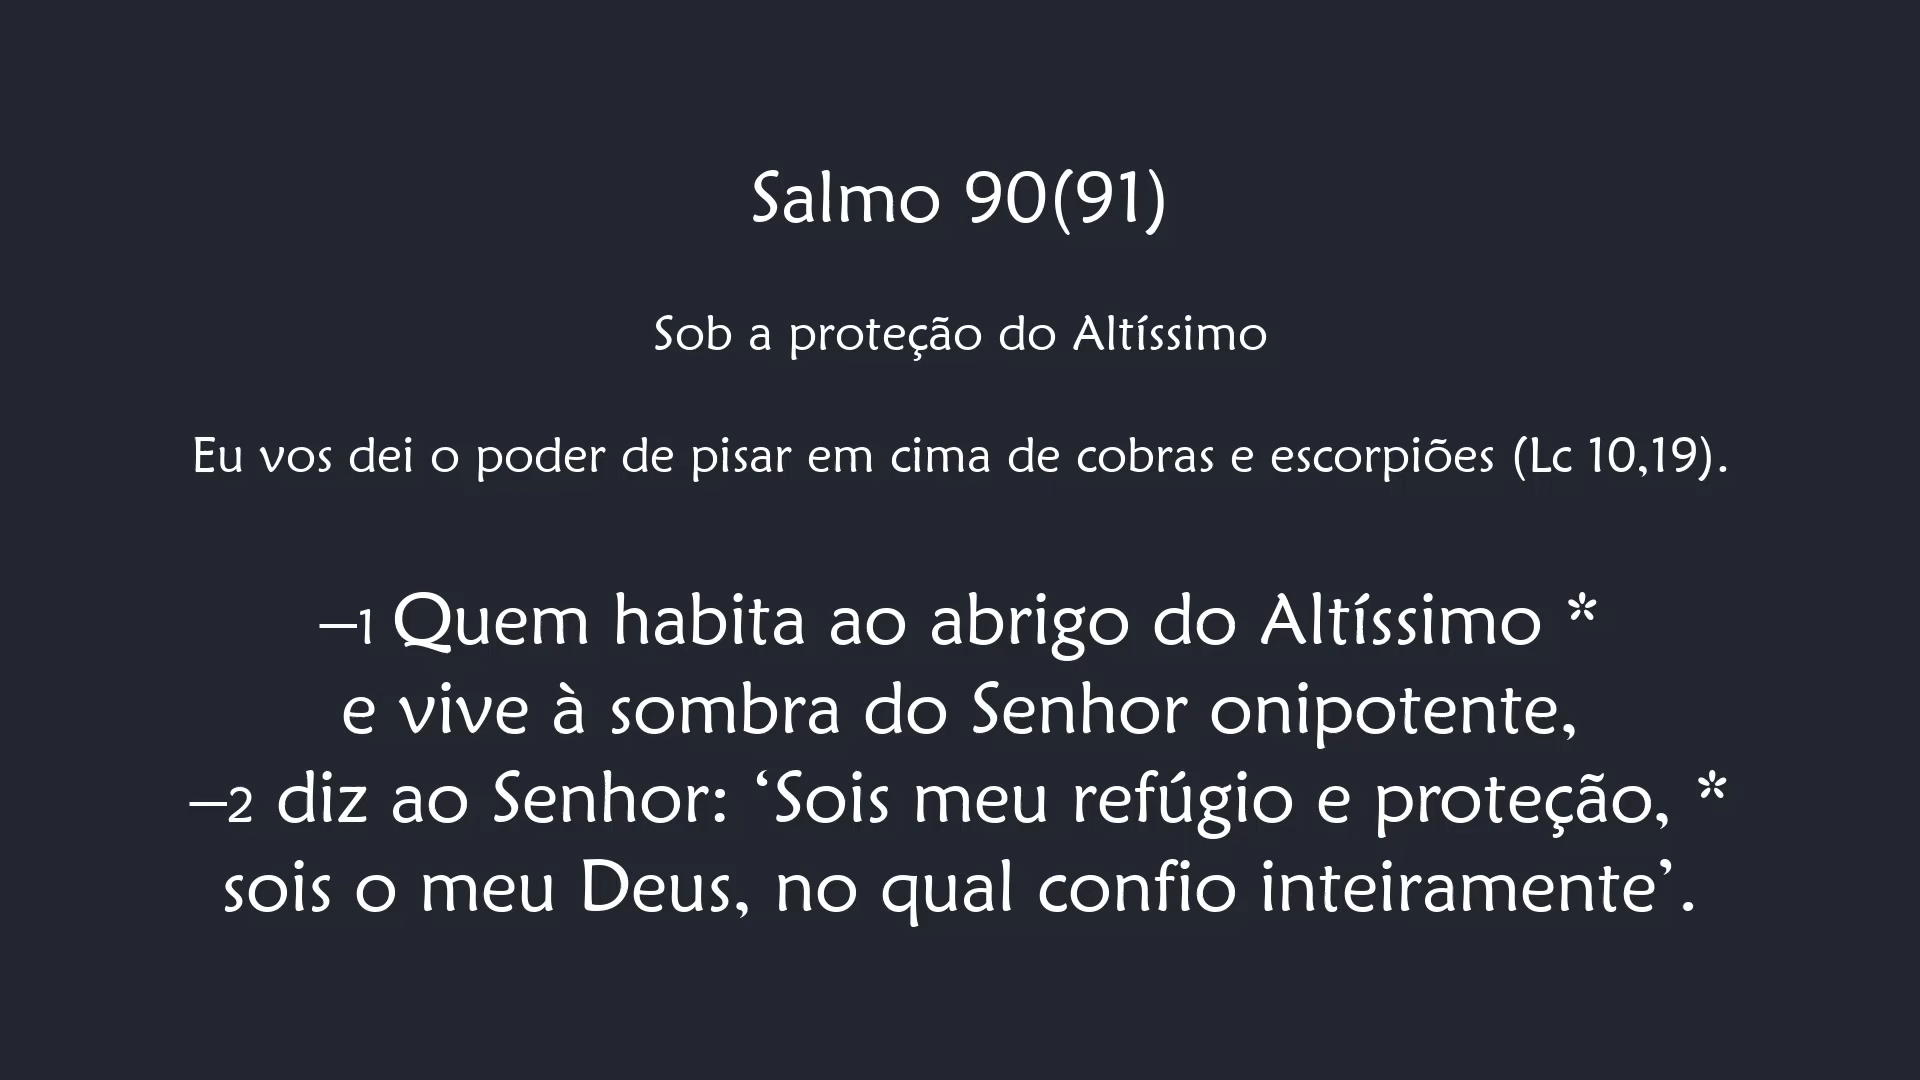 Salmo 90(91)
Sob a proteção do Altíssimo
Eu vos dei o poder de pisar em cima de cobras e escorpiões (Lc 10,19).
–1 Quem habita ao abrigo do Altíssimo *
e vive à sombra do Senhor onipotente,
–2 diz ao Senhor: ‘Sois meu refúgio e proteção, *
sois o meu Deus, no qual confio inteiramente’.